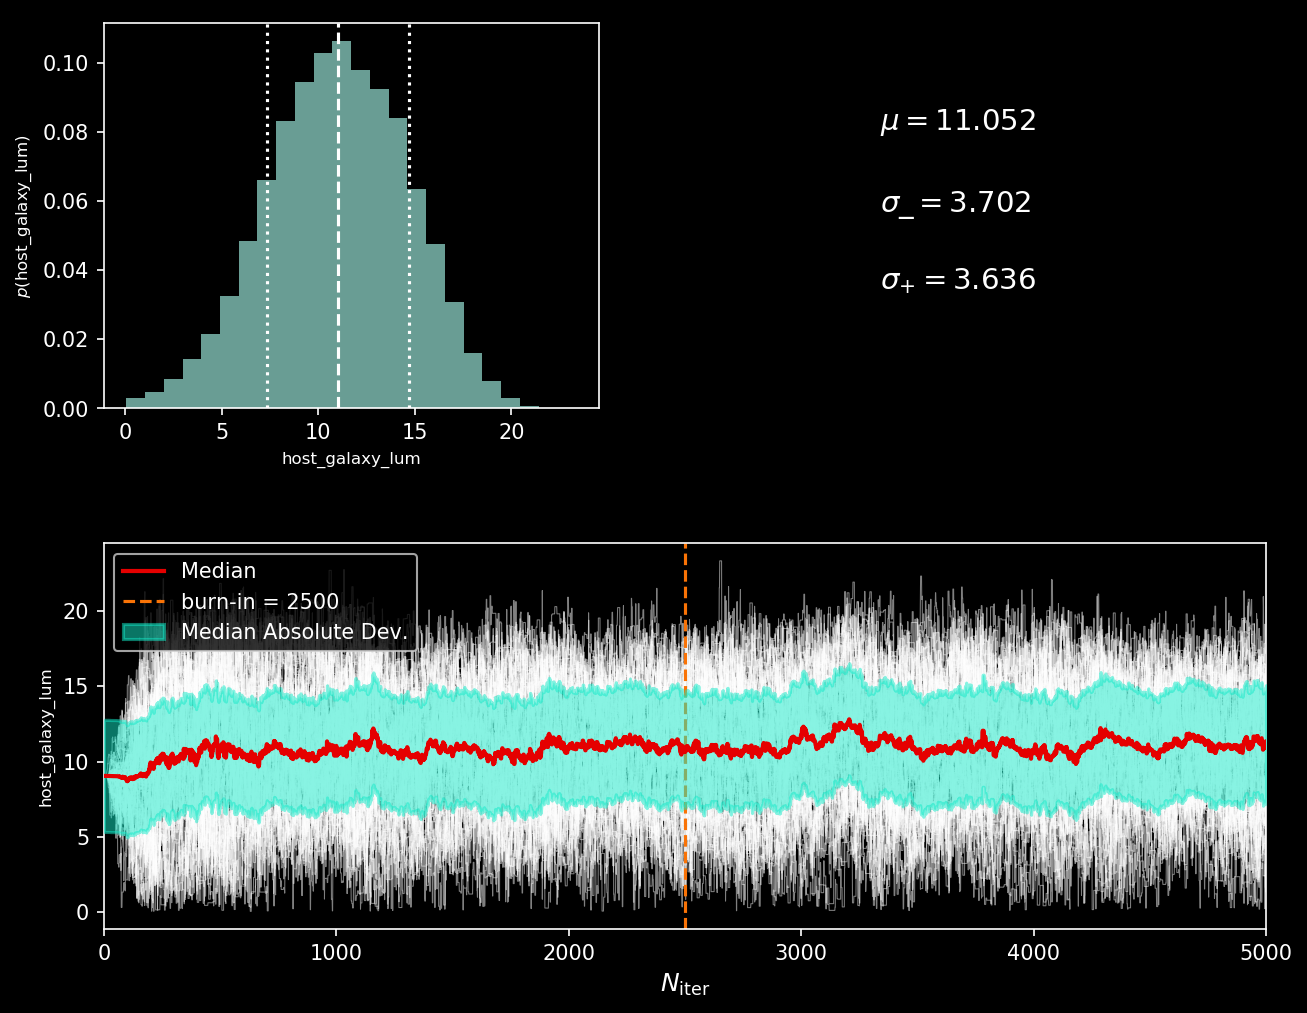 0.10
0.08
0.06
0.04
0.02
0.00
p(host_galaxy_lum)
0 5 10 15 20
host_galaxy_lum
μ = 11.052
σ₋ = 3.702
σ₊ = 3.636
Median
burn-in = 2500
Median Absolute Dev.
20
15
10
5
0
host_galaxy_lum
0 1000 2000 3000 4000 5000
N_iter